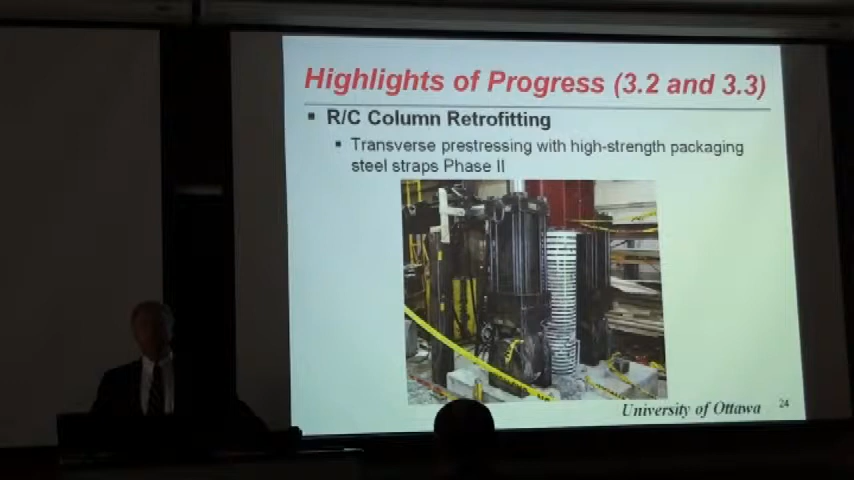 Highlights of Progress (3.2 and 3.3)
▪ R/C Column Retrofitting
▪ Transverse prestressing with high-strength packaging
steel straps Phase II
University of Ottawa
24